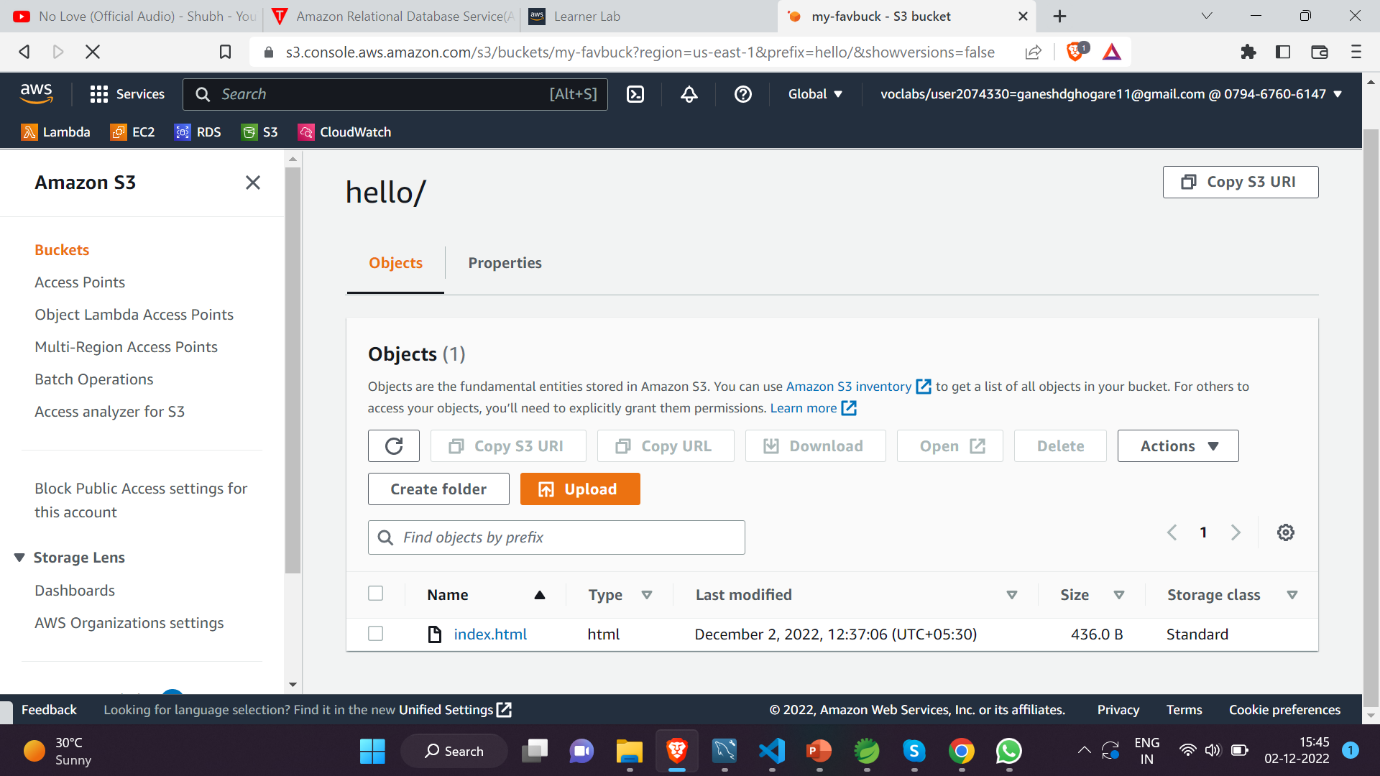 No Love (Official Audio) - Shubh - You
Amazon Relational Database Service(A
aws Learner Lab
my-favbuck - S3 bucket
s3.console.aws.amazon.com/s3/buckets/my-favbuck?region=us-east-1&prefix=hello/&showversions=false
1
aws Services Search [Alt+S] Global voclabs/user2074330=ganeshdghogare11@gmail.com @ 0794-6760-6147
Lambda EC2 RDS S3 CloudWatch
Amazon S3
Buckets
Access Points
Object Lambda Access Points
Multi-Region Access Points
Batch Operations
Access analyzer for S3
Block Public Access settings for
this account
Storage Lens
Dashboards
AWS Organizations settings
hello/
Copy S3 URI
Objects Properties
Objects (1)
Objects are the fundamental entities stored in Amazon S3. You can use Amazon S3 inventory to get a list of all objects in your bucket. For others to
access your objects, you'll need to explicitly grant them permissions. Learn more
Copy S3 URI Copy URL Download Open Delete Actions
Create folder Upload
Find objects by prefix
1
Name Type Last modified Size Storage class
index.html html December 2, 2022, 12:37:06 (UTC+05:30) 436.0 B Standard
Feedback Looking for language selection? Find it in the new Unified Settings © 2022, Amazon Web Services, Inc. or its affiliates. Privacy Terms Cookie preferences
30°C
Sunny
Search
ENG
IN
15:45
02-12-2022
1